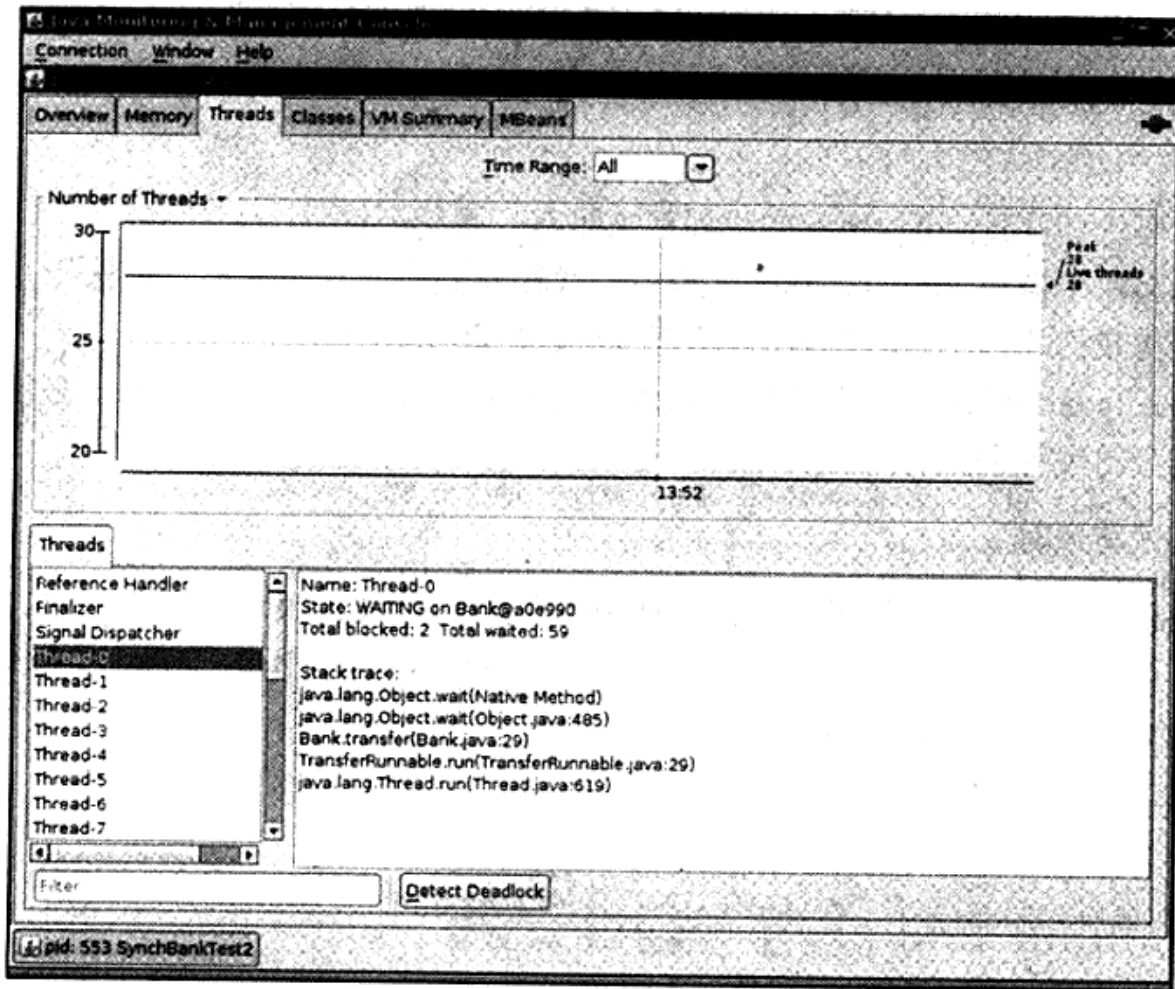 Java Monitoring & Management Console
Connection Window Help
Overview Memory Threads Classes VM Summary MBeans
Time Range: All
Number of Threads
30
25
20
13:52
Peak
28
Live threads
28
Threads
Reference Handler
Finalizer
Signal Dispatcher
Thread-0
Thread-1
Thread-2
Thread-3
Thread-4
Thread-5
Thread-6
Thread-7
Name: Thread-0
State: WAITING on Bank@a0e990
Total blocked: 2 Total waited: 59
Stack trace:
java.lang.Object.wait(Native Method)
java.lang.Object.wait(Object.java:485)
Bank.transfer(Bank.java:29)
TransferRunnable.run(TransferRunnable.java:29)
java.lang.Thread.run(Thread.java:619)
Filter
Detect Deadlock
pid: 553 SynchBankTest2